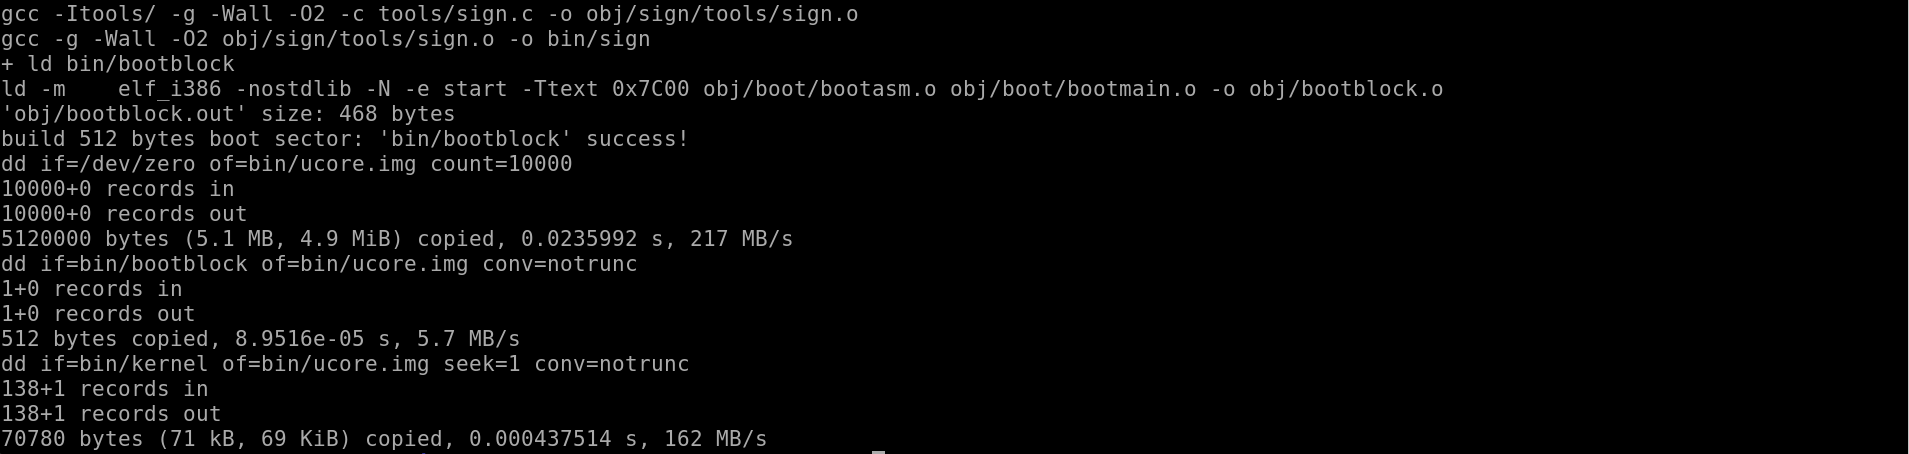 gcc -Itools/ -g -Wall -O2 -c tools/sign.c -o obj/sign/tools/sign.o
gcc -g -Wall -O2 obj/sign/tools/sign.o -o bin/sign
+ ld bin/bootblock
ld -m    elf_i386 -nostdlib -N -e start -Ttext 0x7C00 obj/boot/bootasm.o obj/boot/bootmain.o -o obj/bootblock.o
'obj/bootblock.out' size: 468 bytes
build 512 bytes boot sector: 'bin/bootblock' success!
dd if=/dev/zero of=bin/ucore.img count=10000
10000+0 records in
10000+0 records out
5120000 bytes (5.1 MB, 4.9 MiB) copied, 0.0235992 s, 217 MB/s
dd if=bin/bootblock of=bin/ucore.img conv=notrunc
1+0 records in
1+0 records out
512 bytes copied, 8.9516e-05 s, 5.7 MB/s
dd if=bin/kernel of=bin/ucore.img seek=1 conv=notrunc
138+1 records in
138+1 records out
70780 bytes (71 kB, 69 KiB) copied, 0.000437514 s, 162 MB/s